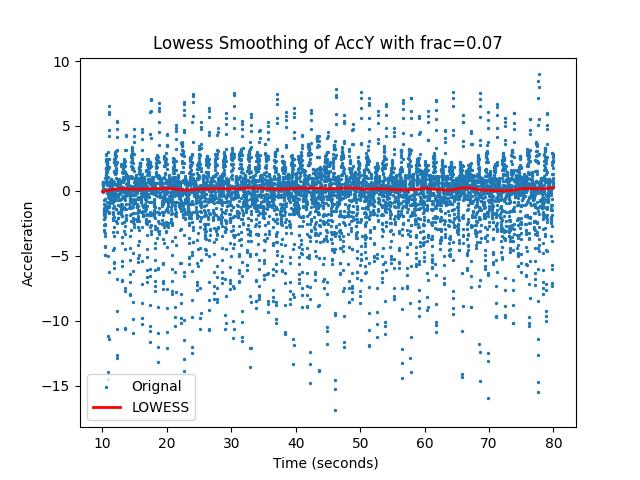 Lowess Smoothing of AccY with frac=0.07
10
5
0
−5
−10
−15
Acceleration
Orignal
LOWESS
10 20 30 40 50 60 70 80
Time (seconds)